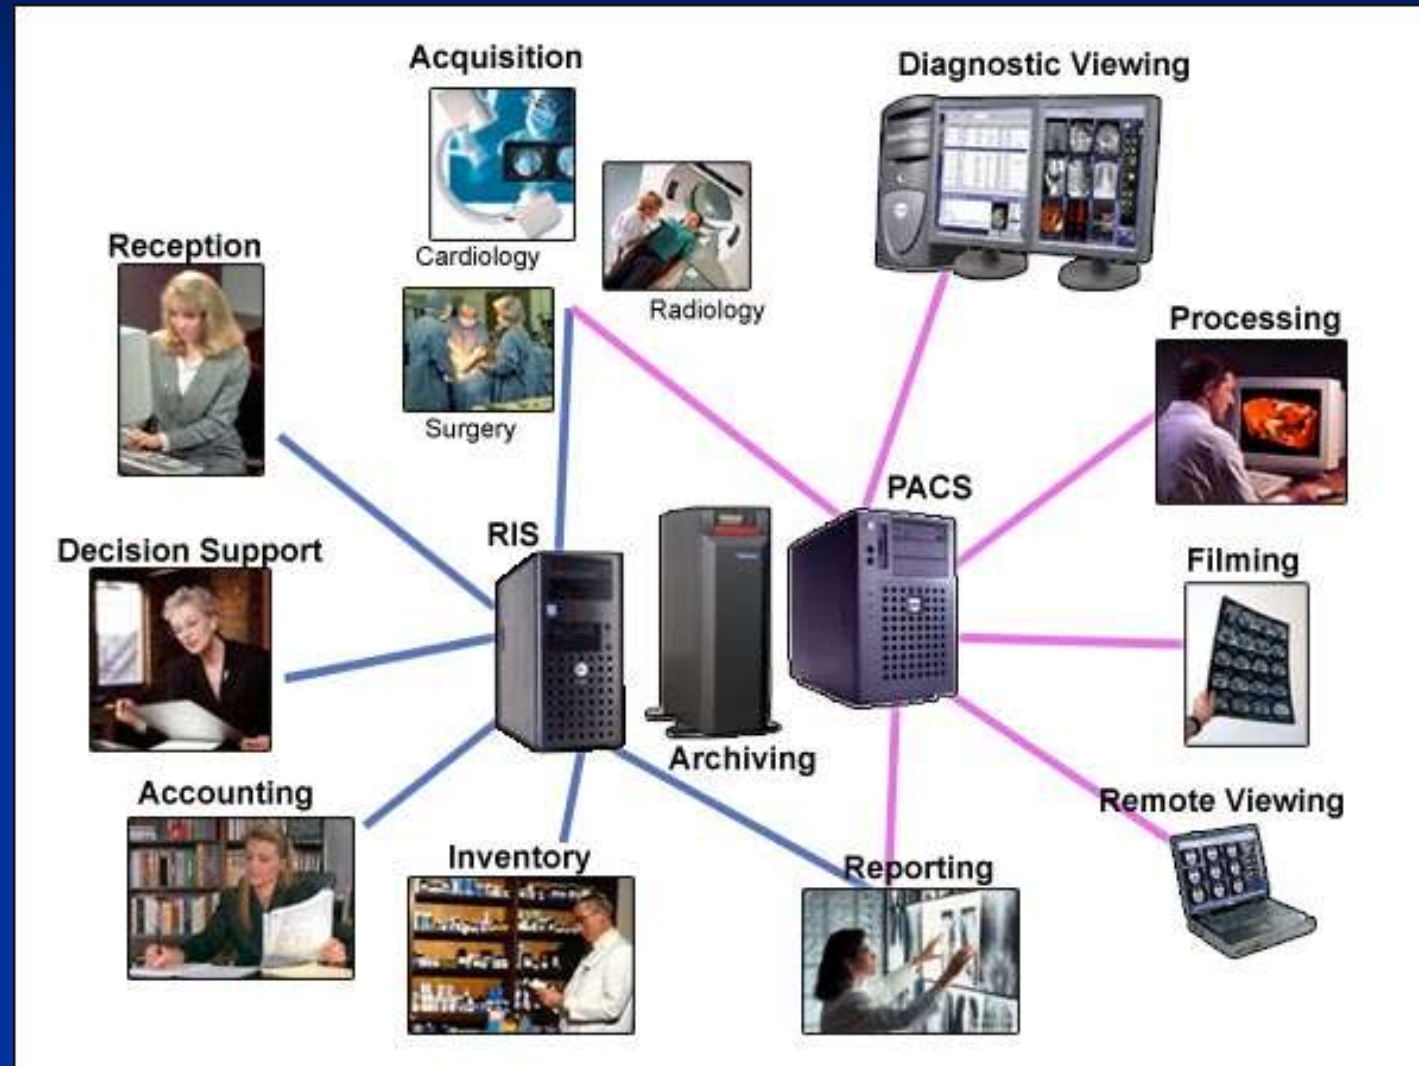 Acquisition
Diagnostic Viewing
Cardiology
Reception
Radiology
Processing
Surgery
PACS
RIS
Decision Support
Filming
Archiving
Accounting
Remote Viewing
Inventory
Reporting